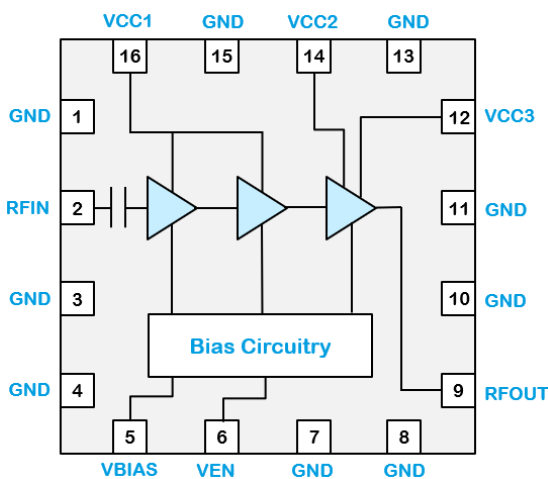 VCC1 GND VCC2 GND
16 15 14 13
GND 1 12 VCC3
RFIN 2 11 GND
GND 3 10 GND
Bias Circuitry
GND 4 9 RFOUT
5 6 7 8
VBIAS VEN GND GND